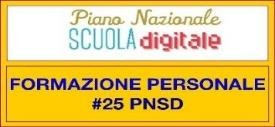 Piano Nazionale
SCUOLA digitale
FORMAZIONE PERSONALE
#25 PNSD